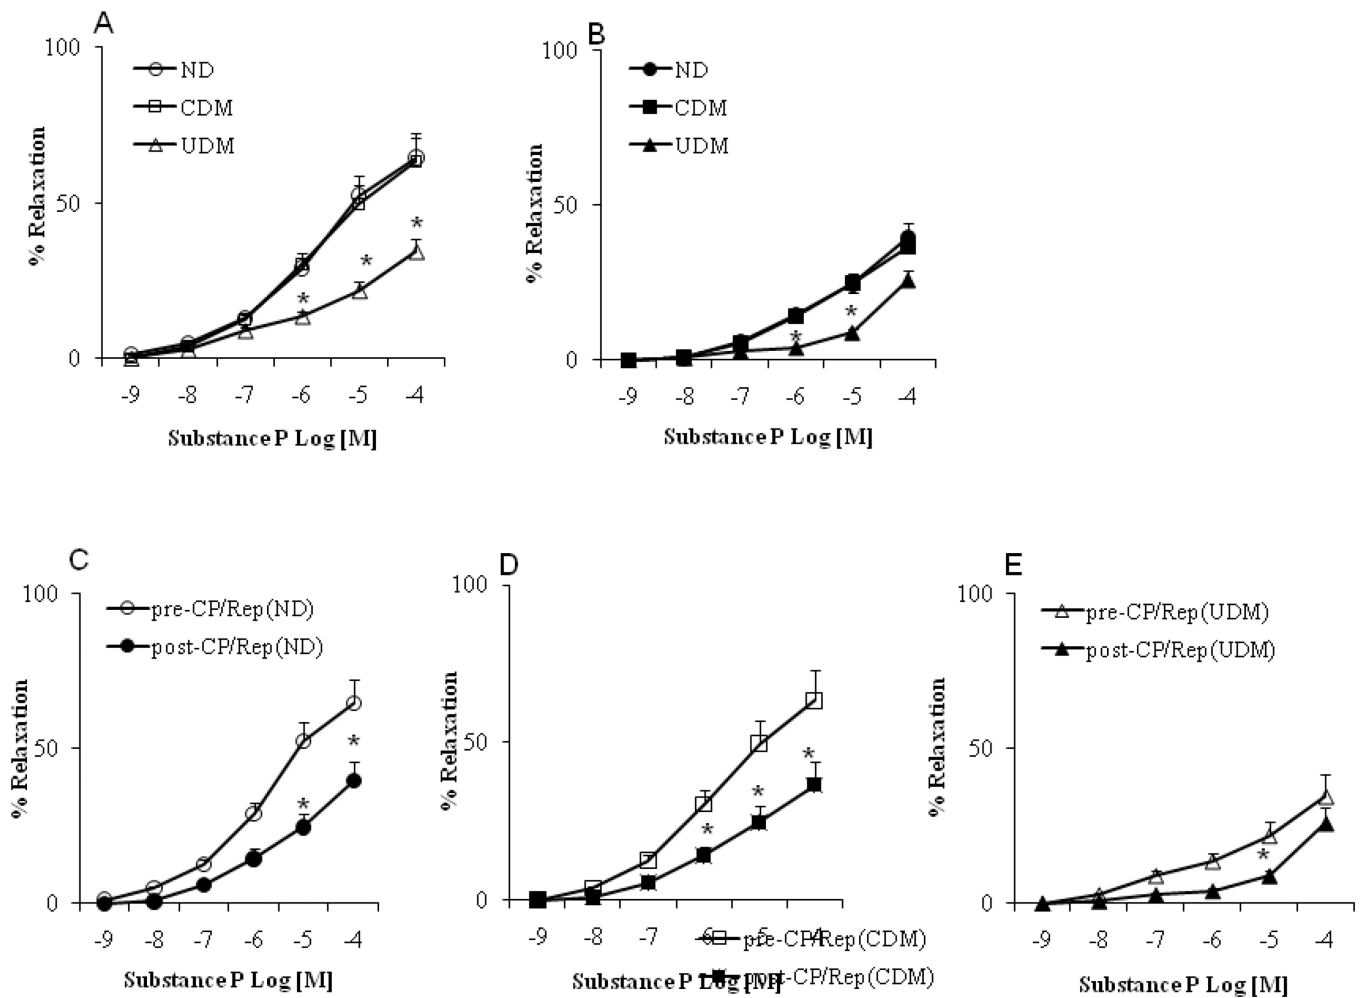 A
100
50
0
% Relaxation
ND
CDM
UDM
*
*
*
-9 -8 -7 -6 -5 -4
Substance P Log [M]
B
100
50
0
% Relaxation
ND
CDM
UDM
*
*
-9 -8 -7 -6 -5 -4
Substance P Log [M]
C
100
50
0
% Relaxation
pre-CP/Rep(ND)
post-CP/Rep(ND)
*
*
-9 -8 -7 -6 -5 -4
Substance P Log [M]
D
100
50
0
% Relaxation
*
*
*
-9 -8 -7 -6 -5 -4
pre-CP/Rep(CDM)
Substance P Log [M]
post-CP/Rep(CDM)
E
100
50
0
% Relaxation
pre-CP/Rep(UDM)
post-CP/Rep(UDM)
*
-9 -8 -7 -6 -5 -4
Substance P Log [M]